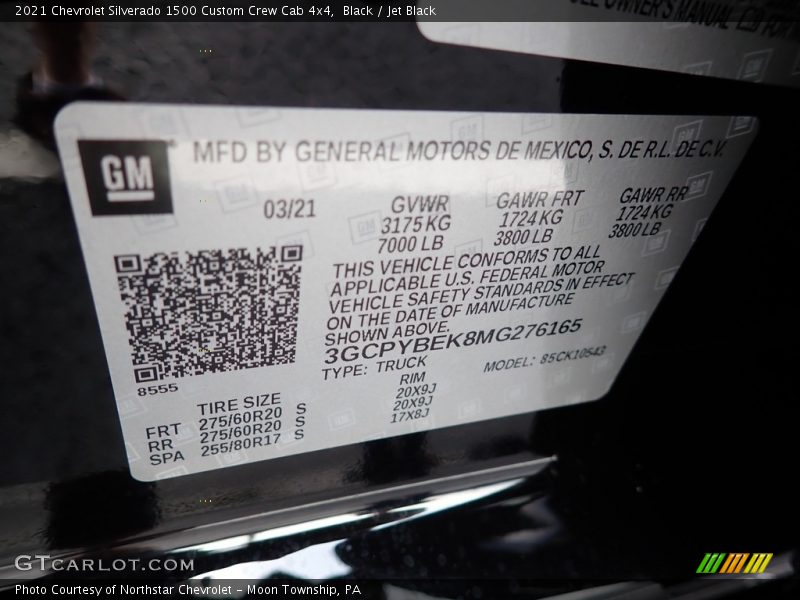 2021 Chevrolet Silverado 1500 Custom Crew Cab 4x4, Black / Jet Black
OWNER'S MANUAL
GM
MFD BY GENERAL MOTORS DE MEXICO, S. DE R.L. DE C.V.
03/21 GVWR GAWR FRT GAWR RR
3175 KG 1724 KG 1724 KG
7000 LB 3800 LB 3800 LB
THIS VEHICLE CONFORMS TO ALL
APPLICABLE U.S. FEDERAL MOTOR
VEHICLE SAFETY STANDARDS IN EFFECT
ON THE DATE OF MANUFACTURE
SHOWN ABOVE.
3GCPYBEK8MG276165
TYPE: TRUCK MODEL: 85CK10543
8555
TIRE SIZE RIM
FRT 275/60R20 S 20X9J
RR 275/60R20 S 20X9J
SPA 255/80R17 S 17X8J
GTCARLOT.COM
Photo Courtesy of Northstar Chevrolet – Moon Township, PA